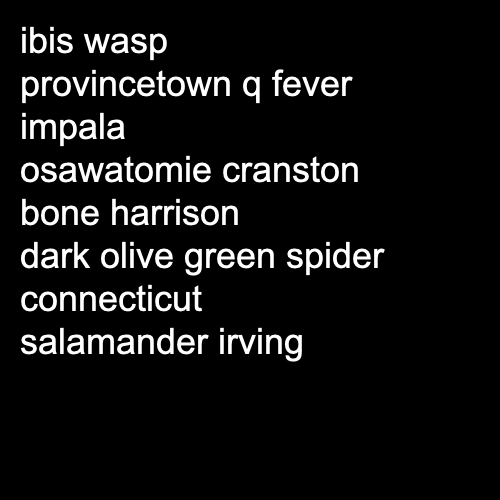 ibis wasp
provincetown q fever
impala
osawatomie cranston
bone harrison
dark olive green spider
connecticut
salamander irving